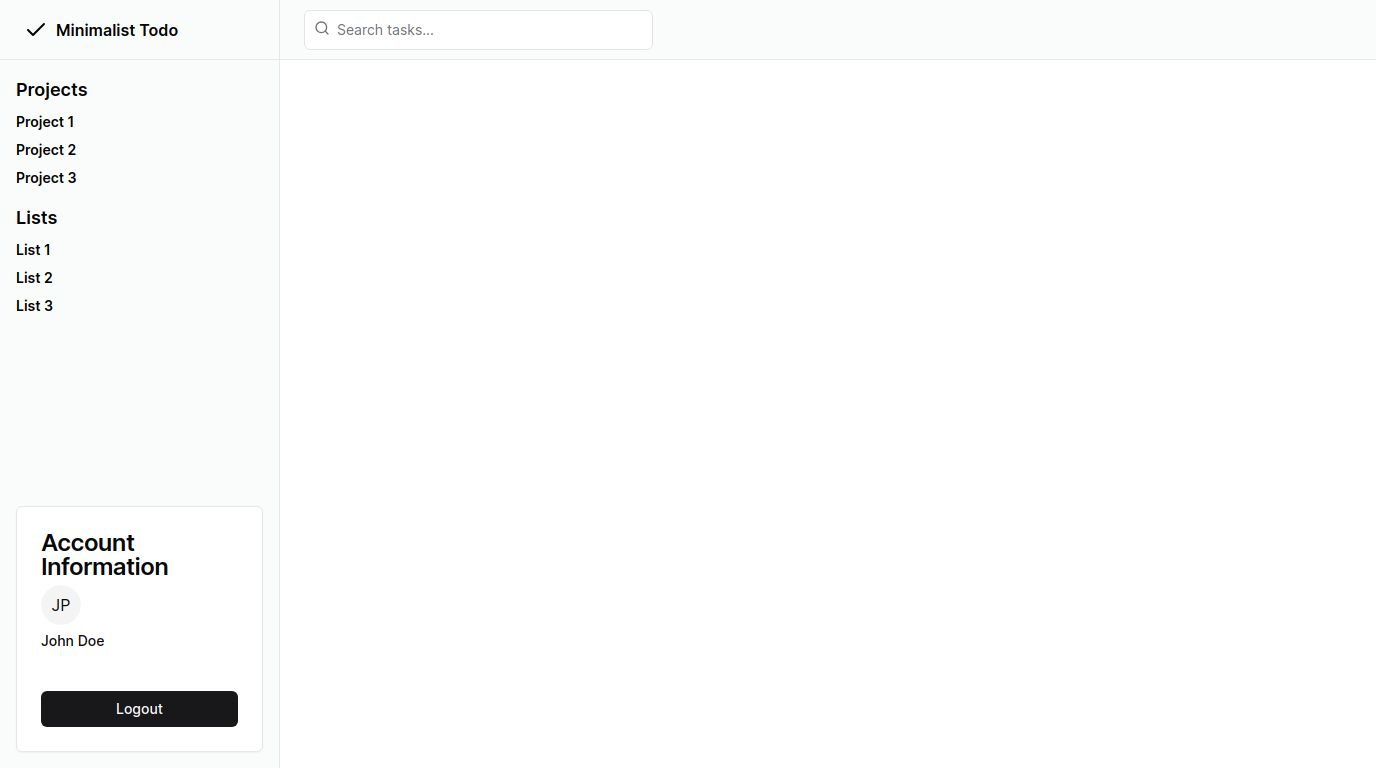 Minimalist Todo
Search tasks...
Projects
Project 1
Project 2
Project 3
Lists
List 1
List 2
List 3
Account
Information
JP
John Doe
Logout